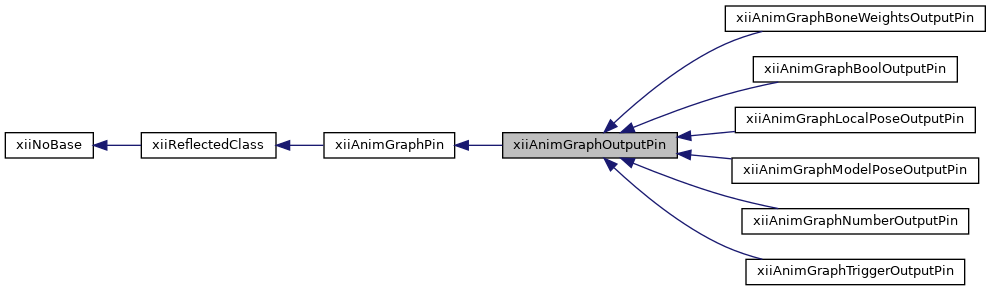 xiiNoBase
xiiReflectedClass
xiiAnimGraphPin
xiiAnimGraphOutputPin
xiiAnimGraphBoneWeightsOutputPin
xiiAnimGraphBoolOutputPin
xiiAnimGraphLocalPoseOutputPin
xiiAnimGraphModelPoseOutputPin
xiiAnimGraphNumberOutputPin
xiiAnimGraphTriggerOutputPin